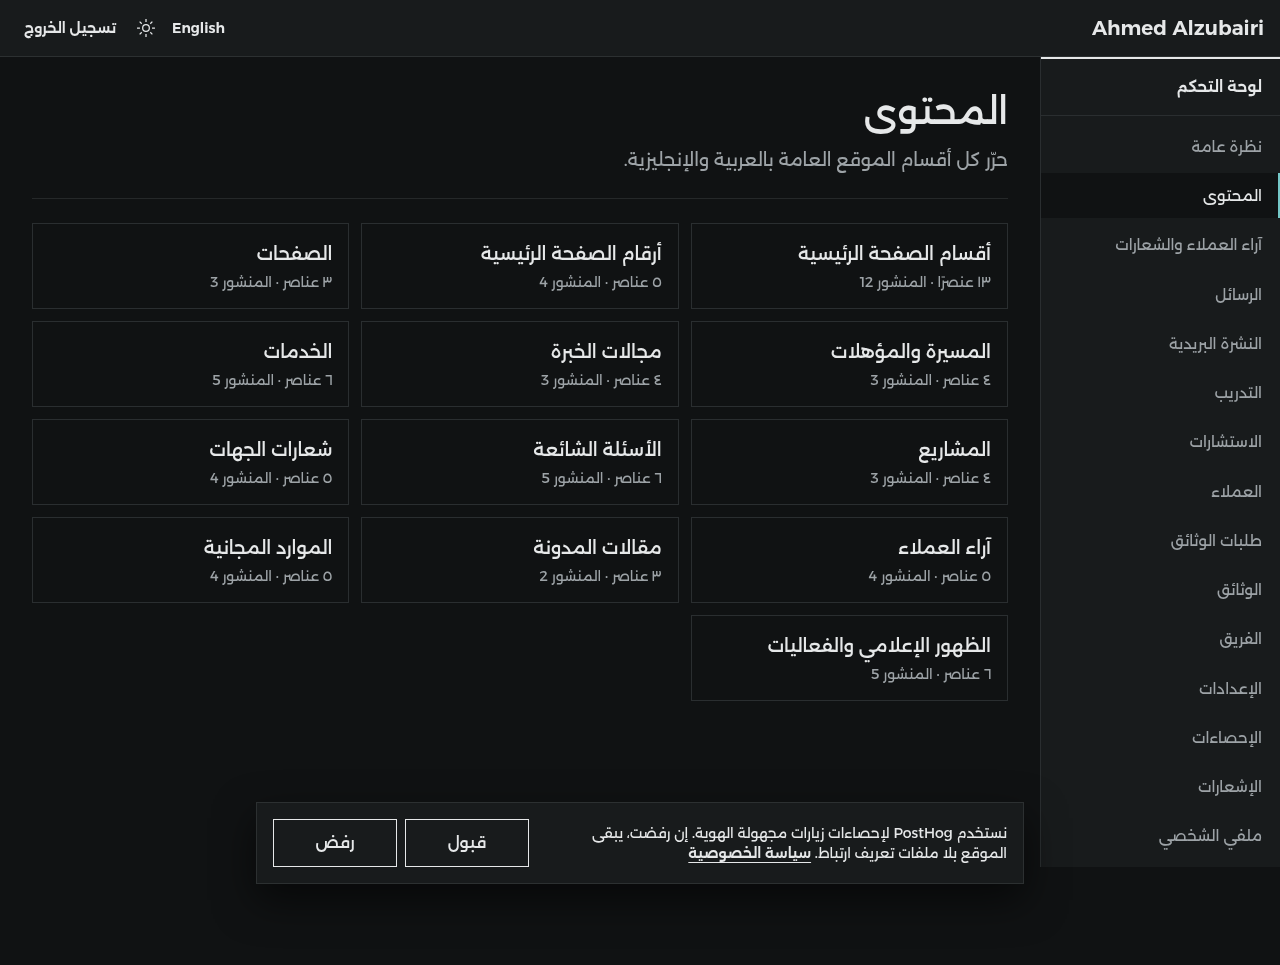 Ahmed Alzubairi
English
تسجيل الخروج
لوحة التحكم
نظرة عامة
المحتوى
آراء العملاء والشعارات
الرسائل
النشرة البريدية
التدريب
الاستشارات
العملاء
طلبات الوثائق
الوثائق
الفريق
الإعدادات
الإحصاءات
الإشعارات
ملفي الشخصي
المحتوى
حرّر كل أقسام الموقع العامة بالعربية والإنجليزية.
أقسام الصفحة الرئيسية
١٣ عنصرًا · المنشور 12
أرقام الصفحة الرئيسية
٥ عناصر · المنشور 4
الصفحات
٣ عناصر · المنشور 3
المسيرة والمؤهلات
٤ عناصر · المنشور 3
مجالات الخبرة
٤ عناصر · المنشور 3
الخدمات
٦ عناصر · المنشور 5
المشاريع
٤ عناصر · المنشور 3
الأسئلة الشائعة
٦ عناصر · المنشور 5
شعارات الجهات
٥ عناصر · المنشور 4
آراء العملاء
٥ عناصر · المنشور 4
مقالات المدونة
٣ عناصر · المنشور 2
الموارد المجانية
٥ عناصر · المنشور 4
الظهور الإعلامي والفعاليات
٦ عناصر · المنشور 5
نستخدم PostHog لإحصاءات زيارات مجهولة الهوية. إن رفضت، يبقى
الموقع بلا ملفات تعريف ارتباط. سياسة الخصوصية
قبول
رفض